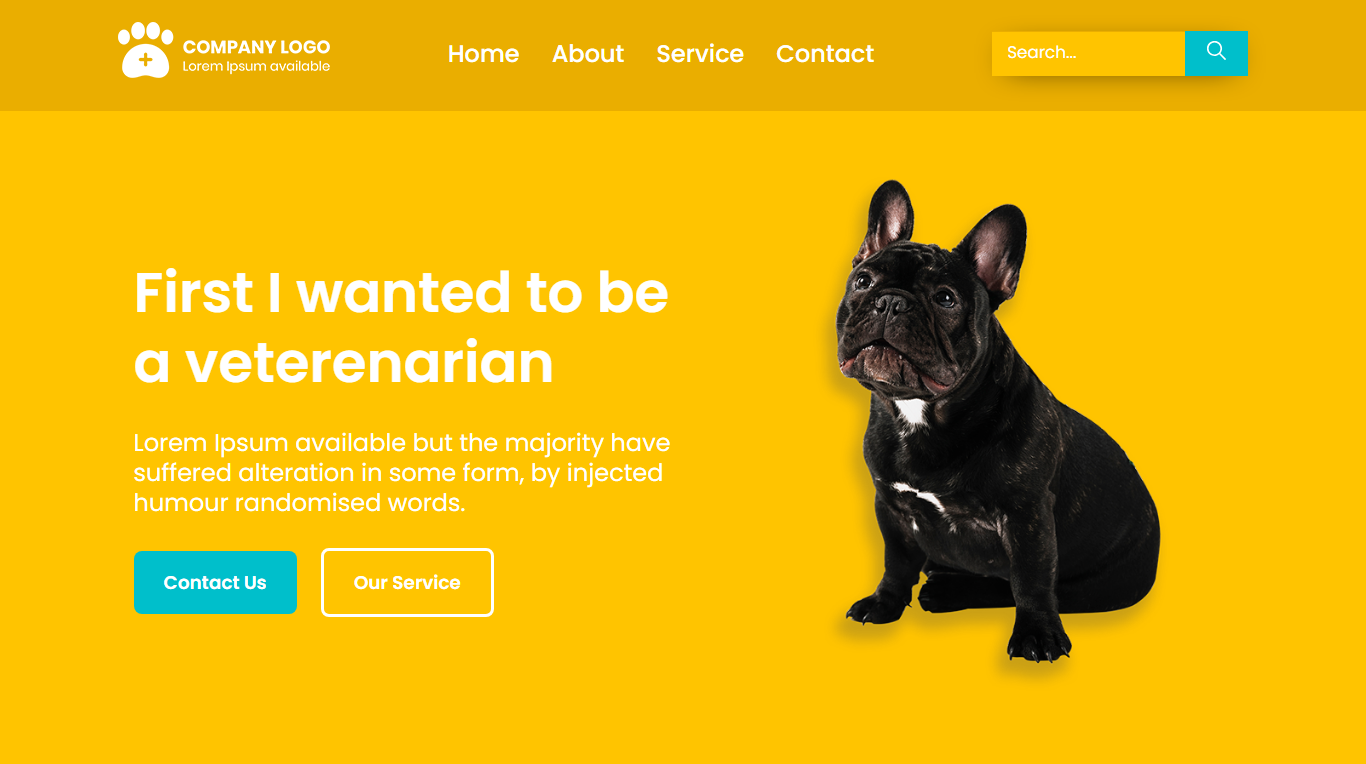 COMPANY LOGO
Lorem Ipsum available
Home About Service Contact
Search...
First I wanted to be
a veterenarian
Lorem Ipsum available but the majority have
suffered alteration in some form, by injected
humour randomised words.
Contact Us
Our Service